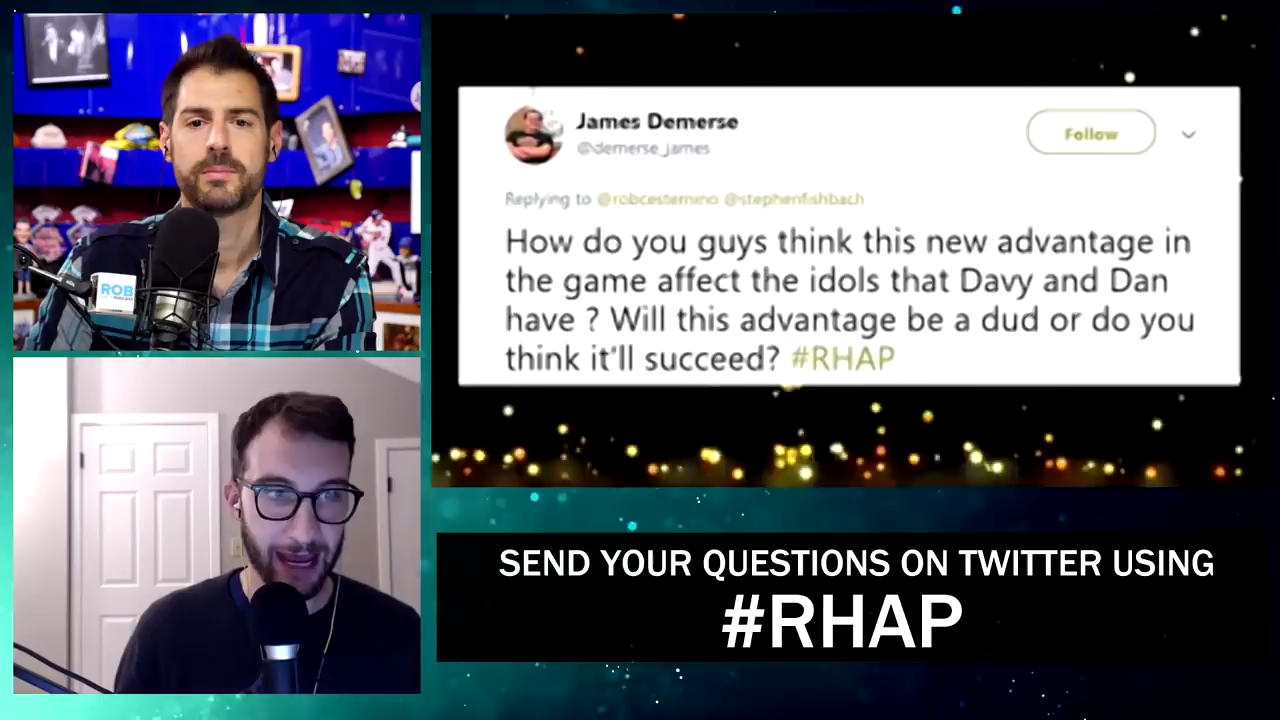 ROB
James Demerse
@demerse_james
Follow
Replying to @robcesternino @stephenfishbach
How do you guys think this new advantage in
the game affect the idols that Davy and Dan
have ? Will this advantage be a dud or do you
think it'll succeed? #RHAP
SEND YOUR QUESTIONS ON TWITTER USING
#RHAP